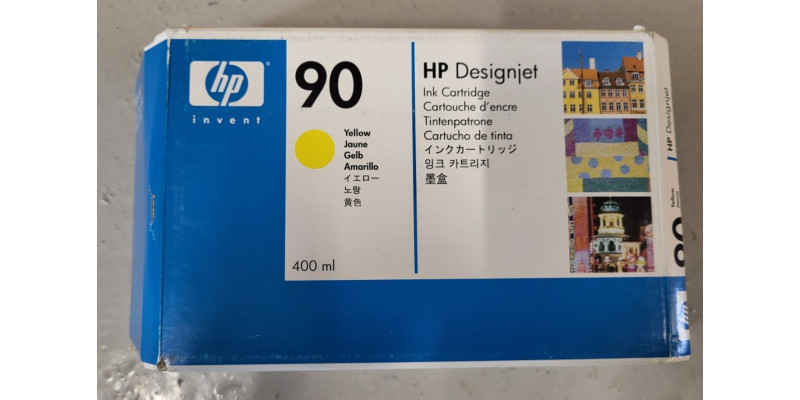 hp
invent
90
Yellow
Jaune
Gelb
Amarillo
イエロー
노랑
黄色
400 ml
HP Designjet
Ink Cartridge
Cartouche d'encre
Tintenpatrone
Cartucho de tinta
インクカートリッジ
잉크 카트리지
墨盒
HP Designjet
Yellow
90